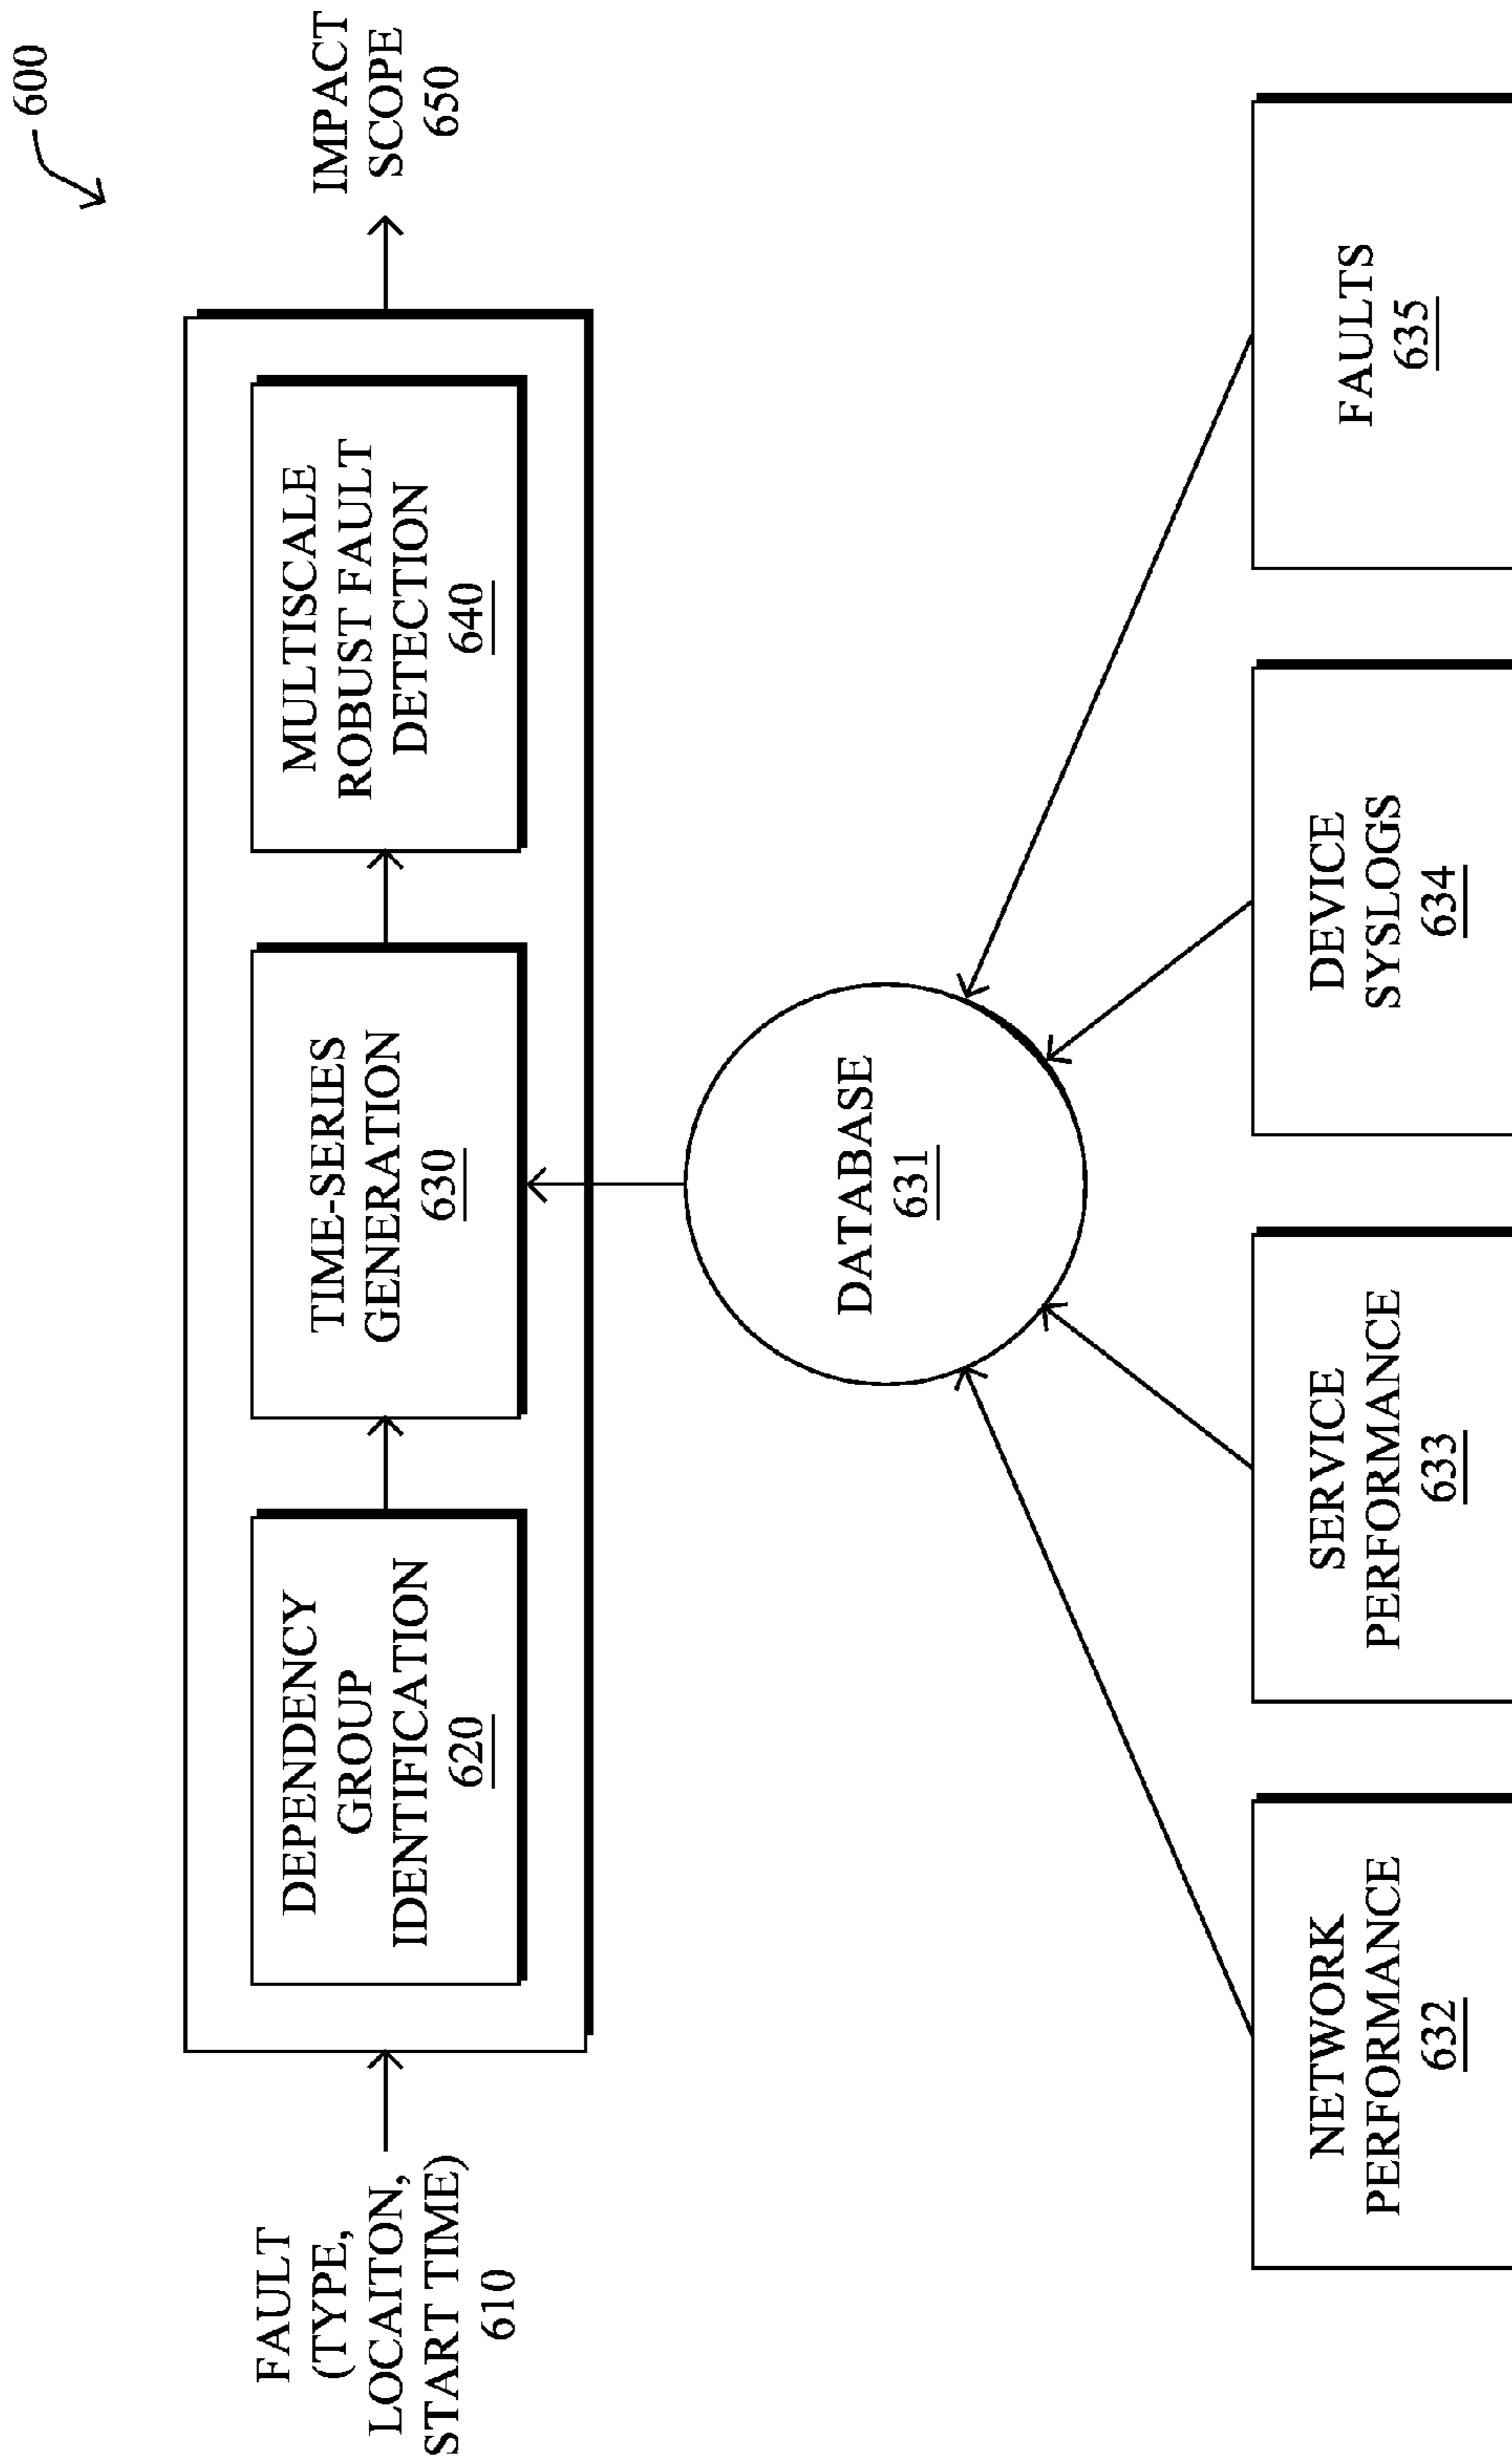 600
FAULT
(TYPE,
LOCAITON,
START TIME)
610
DEPENDENCY
GROUP
IDENTIFICATION
620
TIME-SERIES
GENERATION
630
MULTISCALE
ROBUST FAULT
DETECTION
640
IMPACT
SCOPE
650
DATABASE
631
NETWORK
PERFORMANCE
632
SERVICE
PERFORMANCE
633
DEVICE
SYSLOGS
634
FAULTS
635